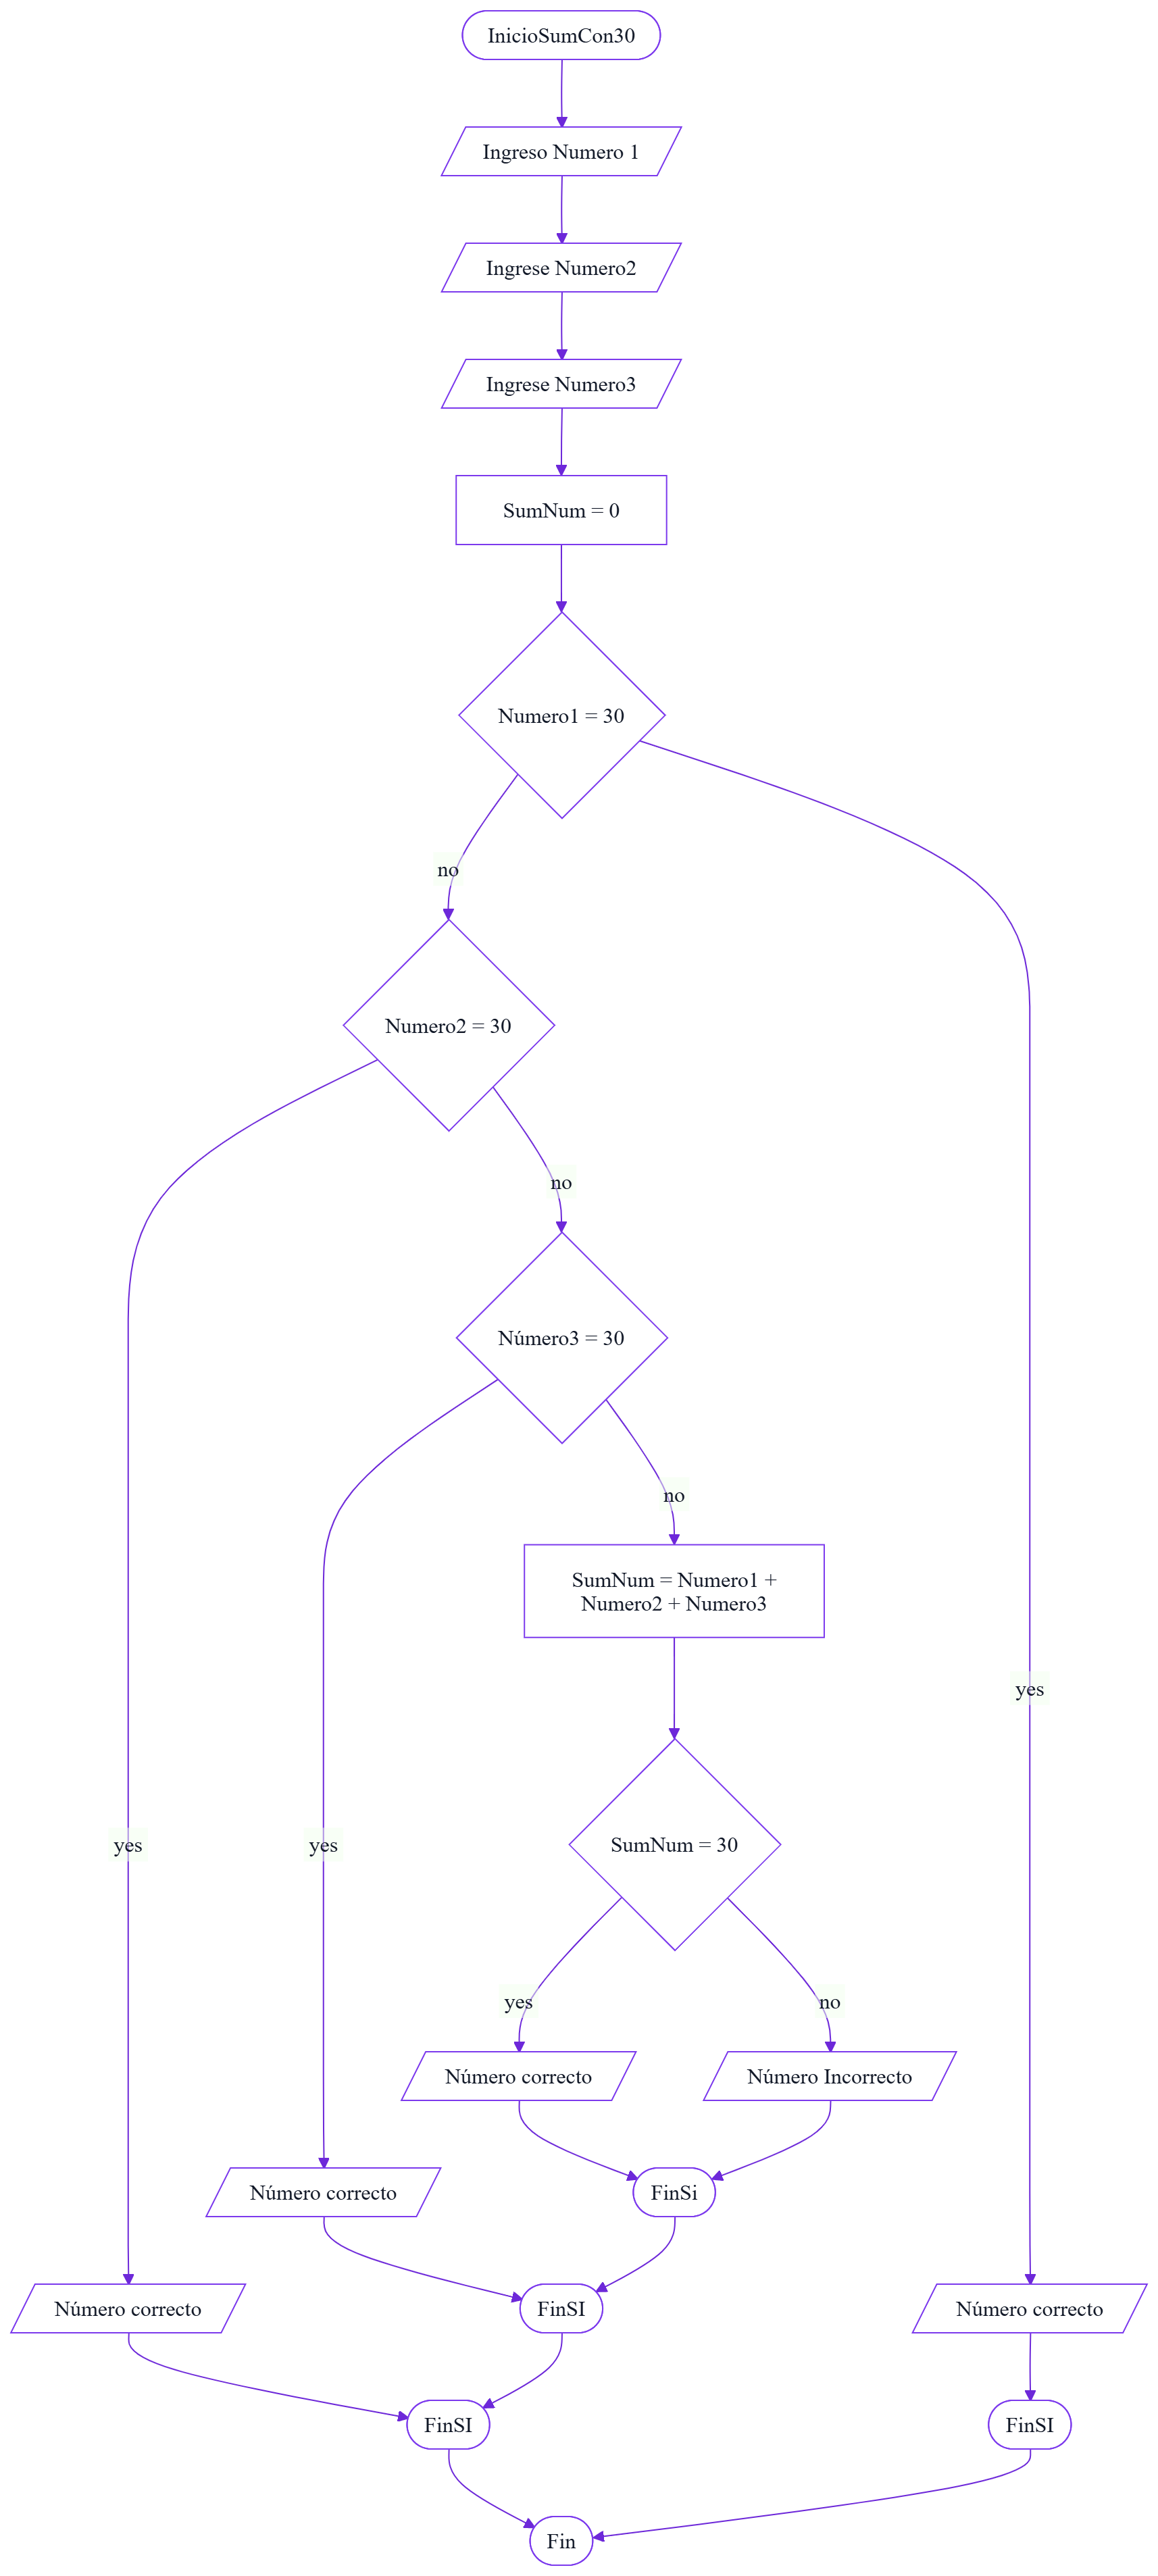 InicioSumCon30
Ingreso Numero 1
Ingrese Numero2
Ingrese Numero3
SumNum = 0
Numero1 = 30
no
Numero2 = 30
no
Número3 = 30
no
SumNum = Numero1 +
Numero2 + Numero3
yes
yes
yes
SumNum = 30
yes
no
Número correcto
Número Incorrecto
Número correcto
FinSi
Número correcto
FinSI
Número correcto
FinSI
FinSI
Fin